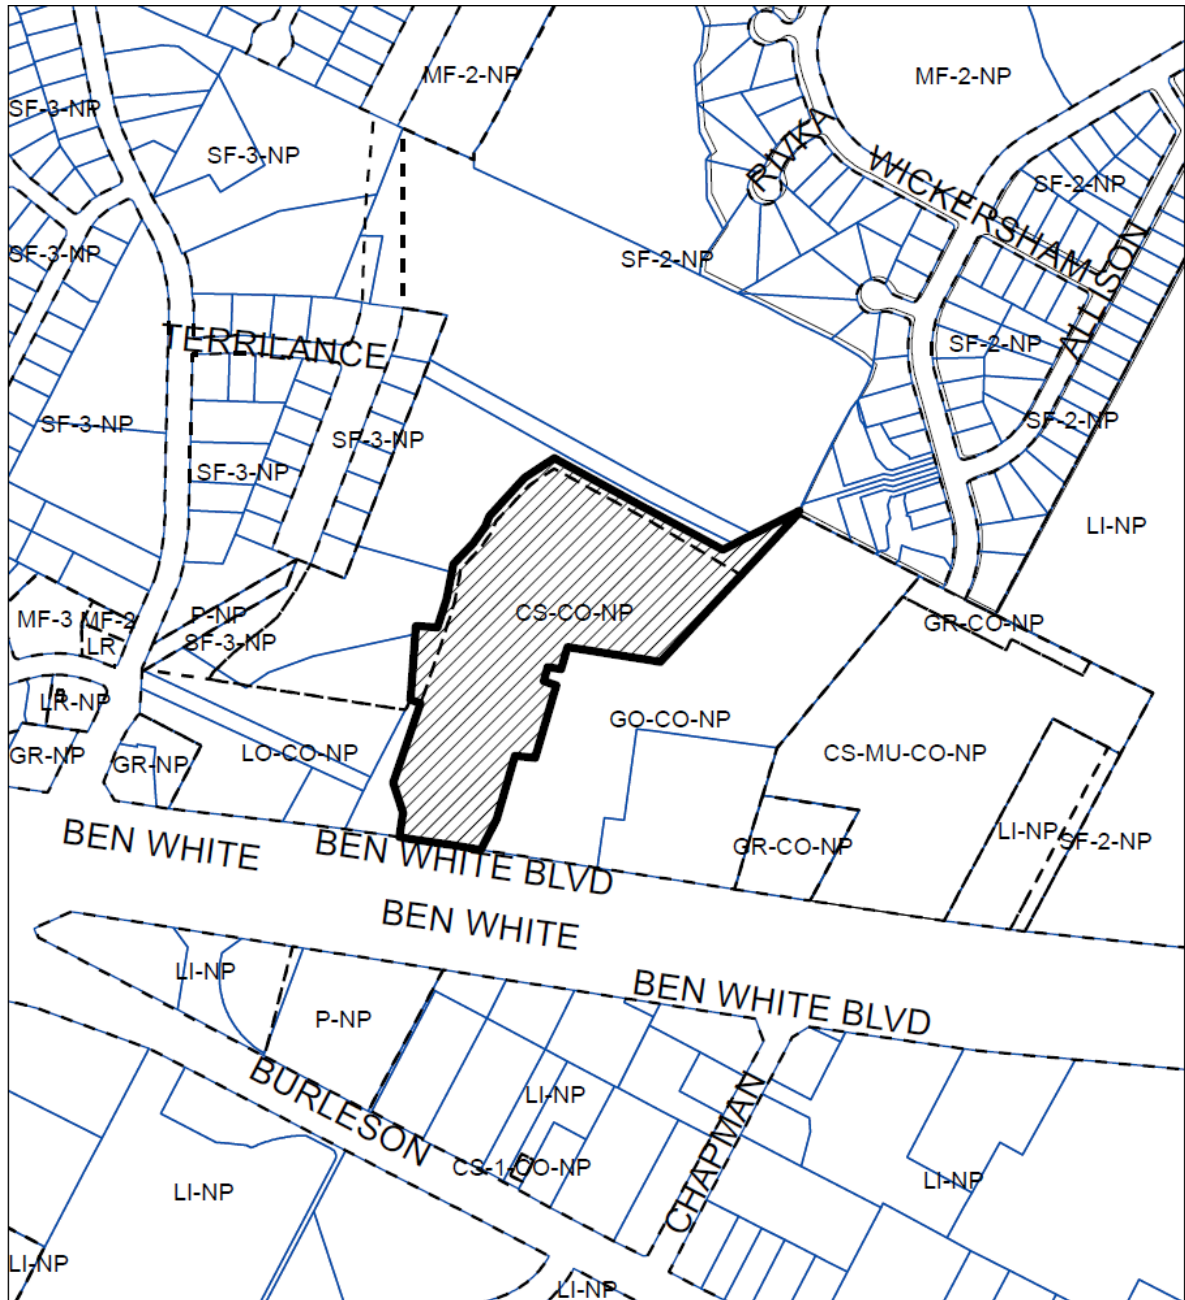 MF-2-NP
MF-2-NP
SF-3-NP
RIVKA
SF-3-NP
WICKERSHAM
SF-2-NP
SF-3-NP
SF-2-NP
ALLISON
TERRILANCE
SF-2-NP
SF-3-NP
SF-3-NP
SF-2-NP
SF-3-NP
LI-NP
CS-CO-NP
P-NP
MF-3
MF-2
GR-CO-NP
LR
SF-3-NP
LR-NP
GO-CO-NP
GR-NP
GR-NP
LO-CO-NP
CS-MU-CO-NP
LI-NP
SF-2-NP
BEN WHITE
BEN WHITE BLVD
GR-CO-NP
BEN WHITE
LI-NP
BEN WHITE BLVD
P-NP
BURLESON
LI-NP
CHAPMAN
CS-1-CO-NP
LI-NP
LI-NP
LI-NP
LI-NP